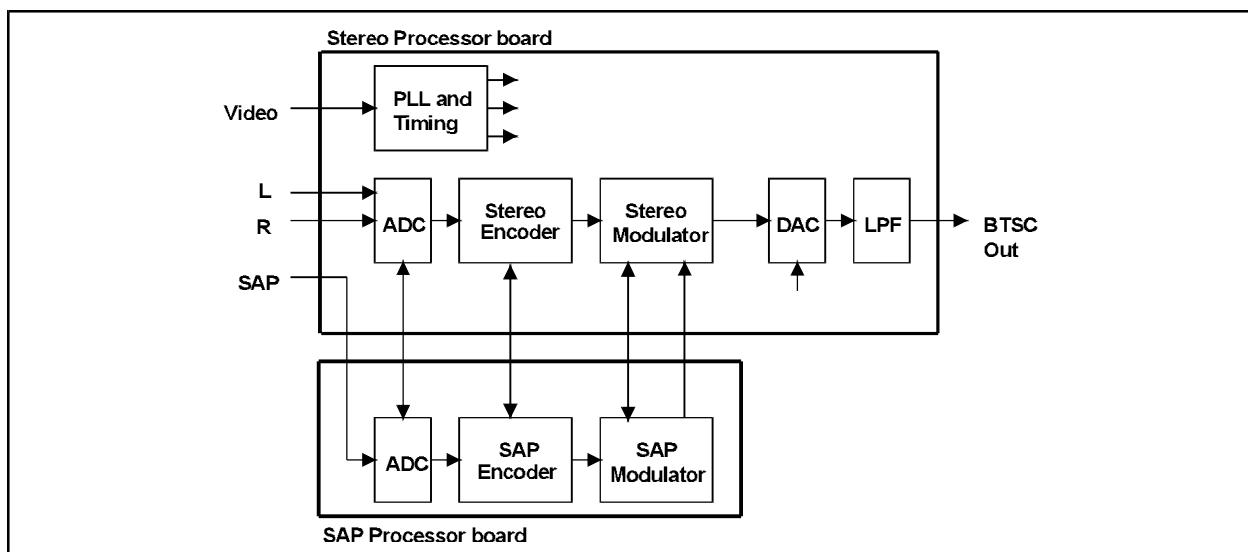 Stereo Processor board
Video
PLL and
Timing
L
R
ADC
Stereo
Encoder
Stereo
Modulator
DAC
LPF
BTSC
Out
SAP
ADC
SAP
Encoder
SAP
Modulator
SAP Processor board